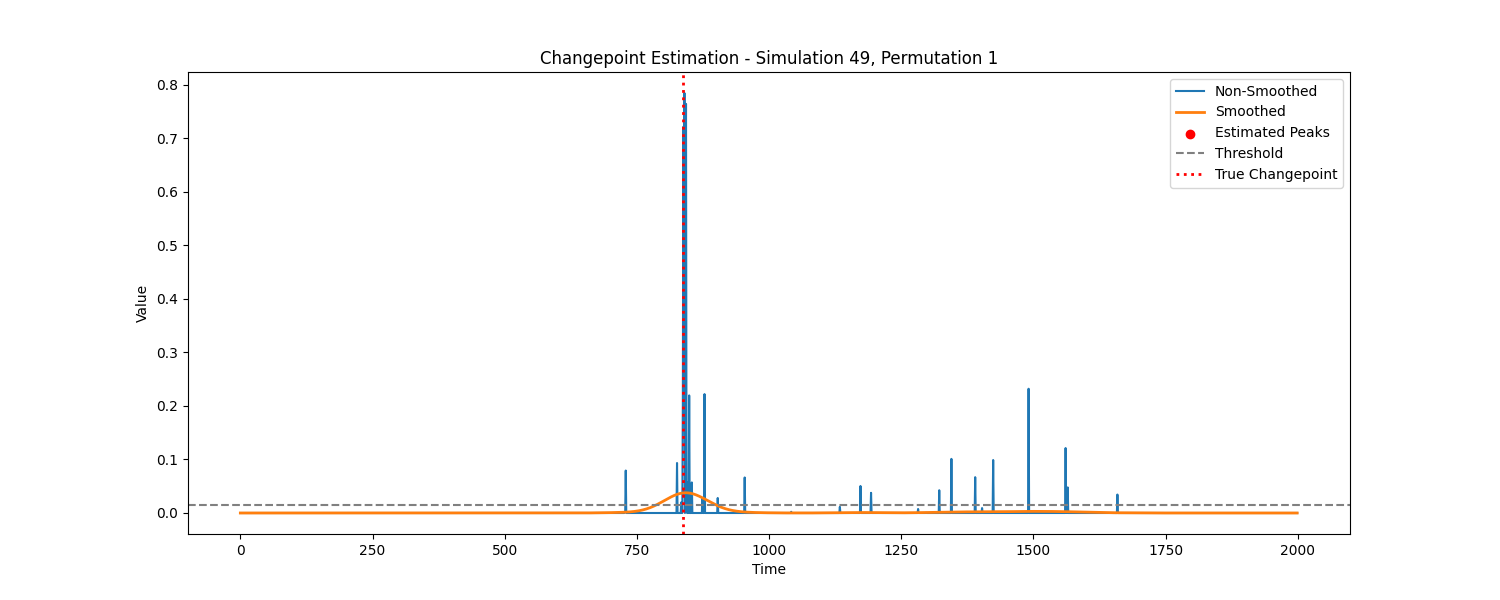 Changepoint Estimation - Simulation 49, Permutation 1
0.8
0.7
0.6
0.5
0.4
0.3
0.2
0.1
0.0
Value
Non-Smoothed
Smoothed
Estimated Peaks
Threshold
True Changepoint
0 250 500 750 1000 1250 1500 1750 2000
Time